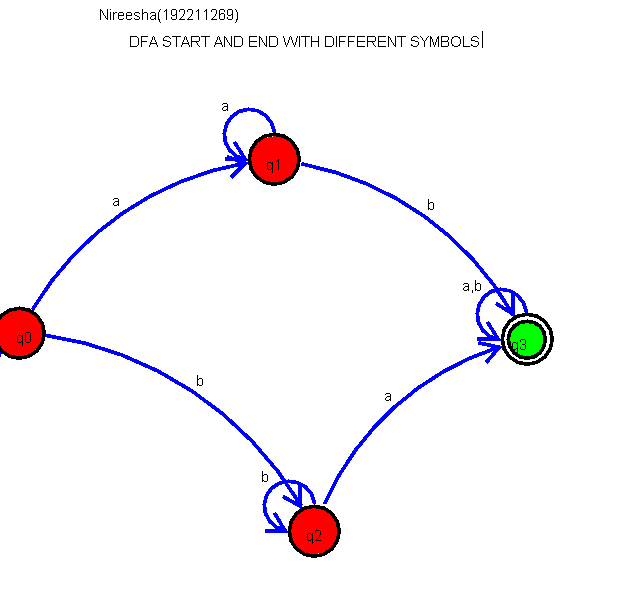 Nireesha(192211269)
DFA START AND END WITH DIFFERENT SYMBOLS
a
q1
a
b
a,b
q0
q3
b
a
b
q2